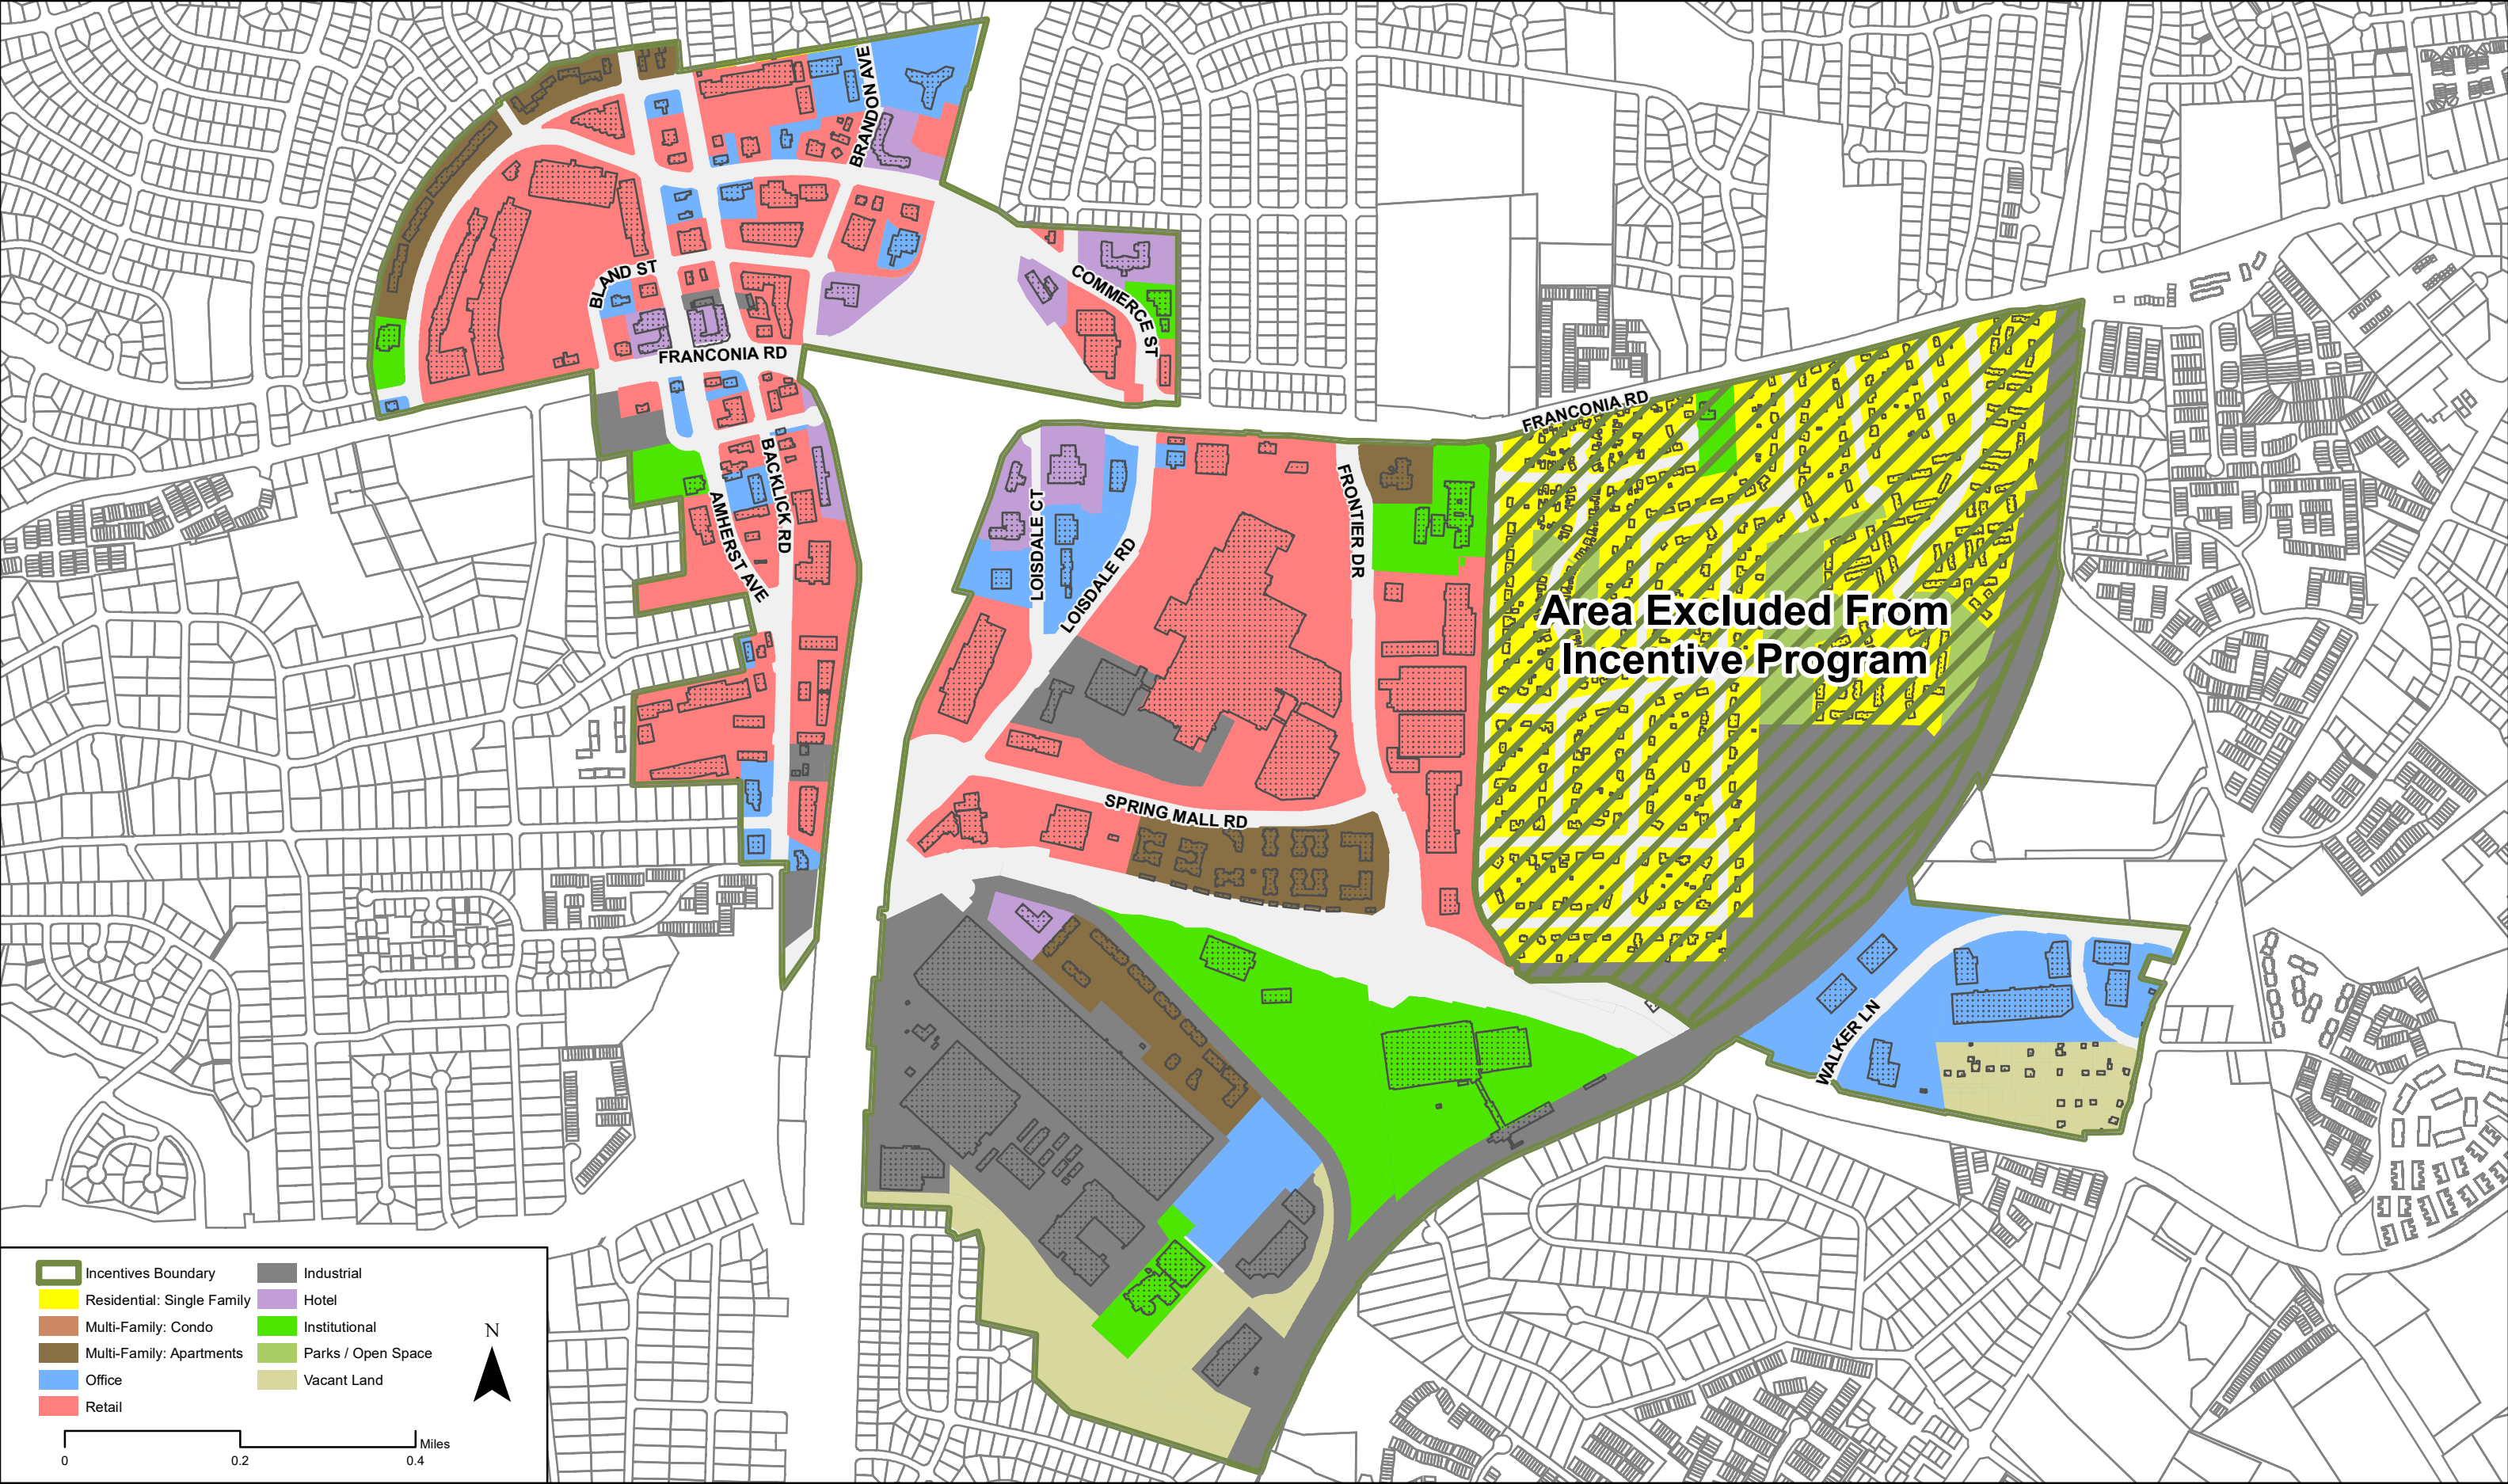 BRANDON AVE
BLAND ST
COMMERCE ST
FRANCONIA RD
FRANCONIA RD
BACKLICK RD
AMHERST AVE
LOISDALE CT
LOISDALE RD
FRONTIER DR
Area Excluded From
Incentive Program
SPRING MALL RD
WALKER LN
Incentives Boundary
Residential: Single Family
Multi-Family: Condo
Multi-Family: Apartments
Office
Retail
Industrial
Hotel
Institutional
Parks / Open Space
Vacant Land
N
Miles
0 0.2 0.4